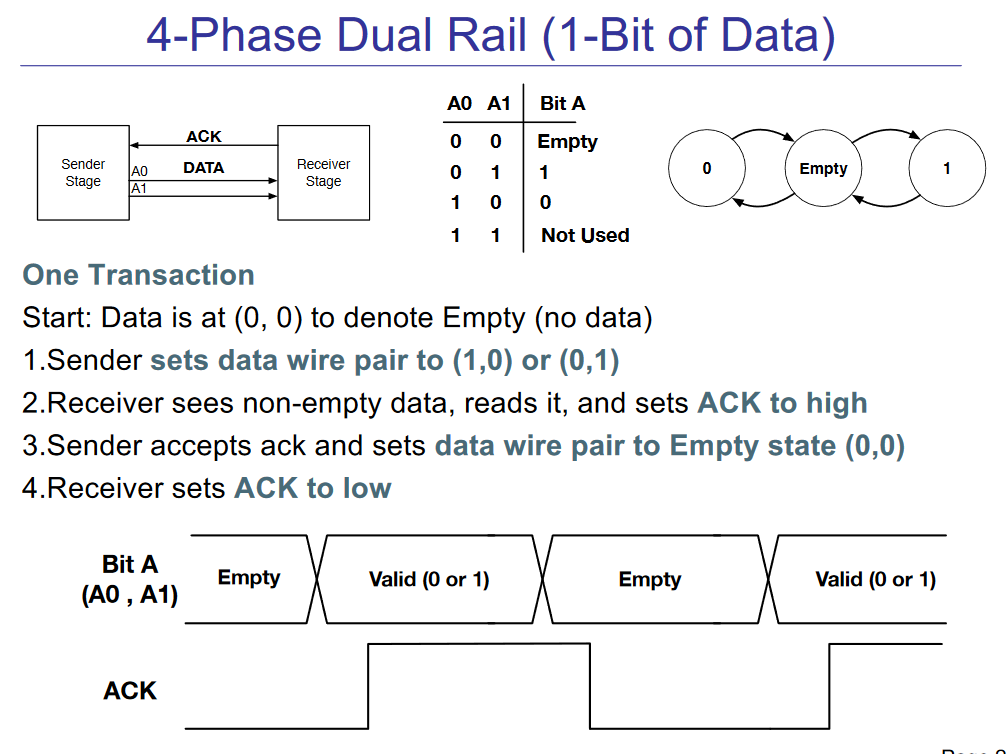 4-Phase Dual Rail (1-Bit of Data)
Sender
Stage
ACK
A0 DATA
A1
Receiver
Stage
A0 A1 Bit A
0 0 Empty
0 1 1
1 0 0
1 1 Not Used
0 Empty 1
One Transaction
Start: Data is at (0, 0) to denote Empty (no data)
1.Sender sets data wire pair to (1,0) or (0,1)
2.Receiver sees non-empty data, reads it, and sets ACK to high
3.Sender accepts ack and sets data wire pair to Empty state (0,0)
4.Receiver sets ACK to low
Bit A
(A0 , A1)
Empty Valid (0 or 1) Empty Valid (0 or 1)
ACK